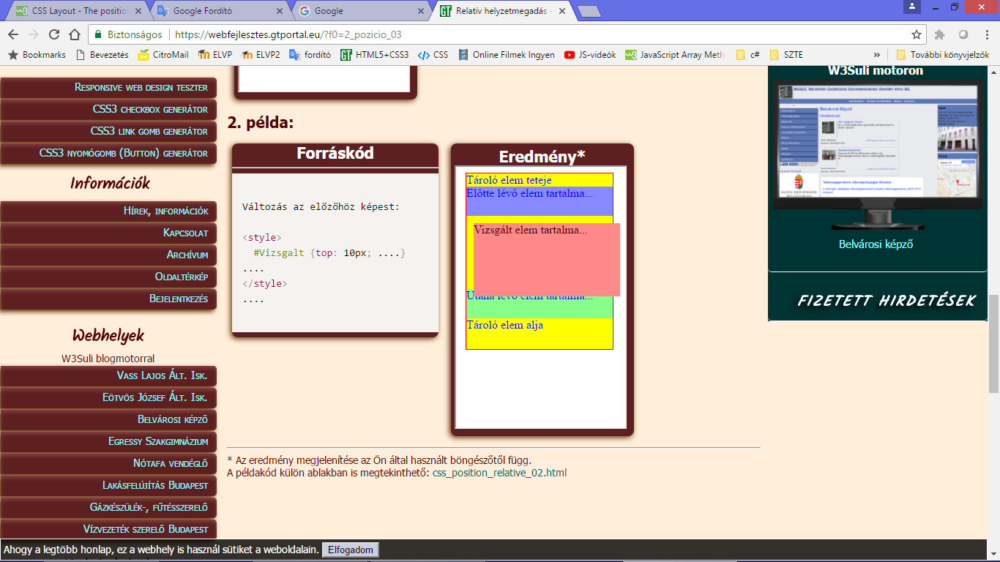 CSS Layout - The position
Google Fordító
Google
Relatív helyzetmegadás -
Biztonságos
https://webfejlesztes.gtportal.eu/?f0=2_pozicio_03
Bookmarks
Bevezetés
CitroMail
ELVP
ELVP2
fordító
HTML5+CSS3
CSS
Online Filmek Ingyen
JS-videók
JavaScript Array Meth
c#
SZTE
»
További könyvjelzők
Responsive web design teszter
CSS3 checkbox generátor
CSS3 link gomb generátor
CSS3 nyomógomb (Button) generátor
Információk
Hírek, információk
Kapcsolat
Archívum
Oldaltérkép
Bejelentkezés
Webhelyek
W3Suli blogmotorral
Vass Lajos Ált. Isk.
Eötvös József Ált. Isk.
Belvárosi képző
Egressy Szakgimnázium
Nótafa vendéglő
Lakásfelújítás Budapest
Gázkészülék-, fűtésszerelő
Vízvezeték szerelő Budapest
2. példa:
Forráskód
Változás az előzőhöz képest:
<style>
#Vizsgalt {top: 10px; ....}
....
</style>
....
Eredmény*
Tároló elem teteje
Előtte lévő elem tartalma...
Vizsgált elem tartalma...
Utána lévő elem tartalma...
Tároló elem alja
* Az eredmény megjelenítése az Ön által használt böngészőtől függ.
A példakód külön ablakban is megtekinthető: css_position_relative_02.html
W3Suli motoron
Belvárosi Képző
Belvárosi képző
FIZETETT HIRDETÉSEK
Ahogy a legtöbb honlap, ez a webhely is használ sütiket a weboldalain.
Elfogadom